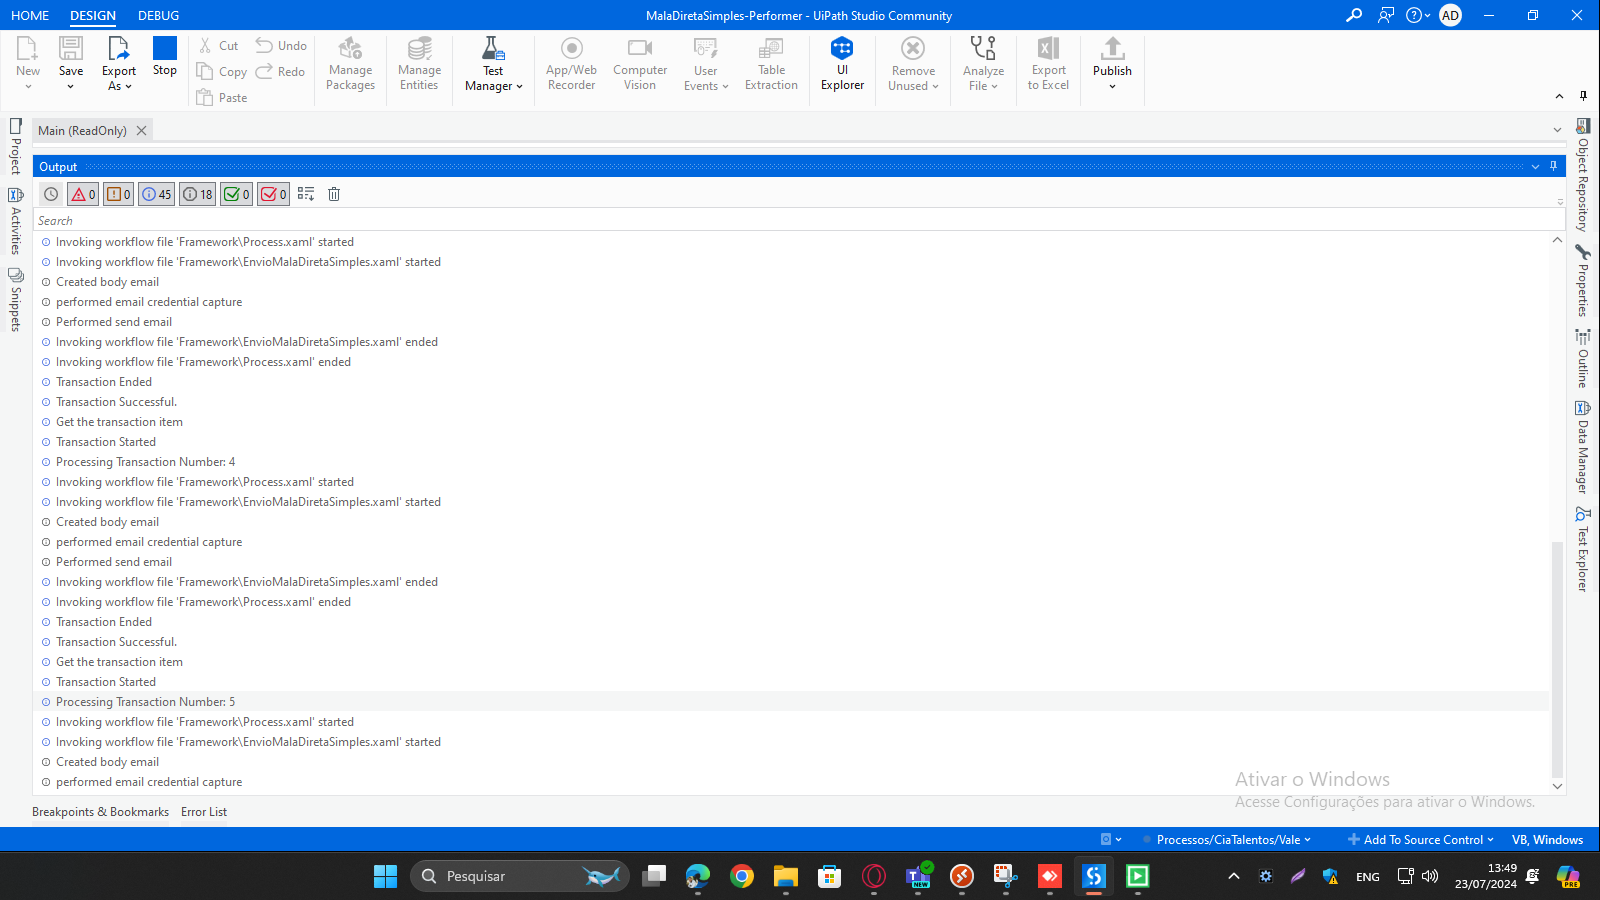 HOME DESIGN DEBUG MalaDiretaSimples-Performer - UiPath Studio Community AD
New Save Export As Stop Cut Copy Paste Undo Redo Manage Packages Manage Entities Test Manager App/Web Recorder Computer Vision User Events Table Extraction UI Explorer Remove Unused Analyze File Export to Excel Publish
Main (ReadOnly)
Output
0 0 45 18 0 0
Search
Invoking workflow file 'Framework\Process.xaml' started
Invoking workflow file 'Framework\EnvioMalaDiretaSimples.xaml' started
Created body email
performed email credential capture
Performed send email
Invoking workflow file 'Framework\EnvioMalaDiretaSimples.xaml' ended
Invoking workflow file 'Framework\Process.xaml' ended
Transaction Ended
Transaction Successful.
Get the transaction item
Transaction Started
Processing Transaction Number: 4
Invoking workflow file 'Framework\Process.xaml' started
Invoking workflow file 'Framework\EnvioMalaDiretaSimples.xaml' started
Created body email
performed email credential capture
Performed send email
Invoking workflow file 'Framework\EnvioMalaDiretaSimples.xaml' ended
Invoking workflow file 'Framework\Process.xaml' ended
Transaction Ended
Transaction Successful.
Get the transaction item
Transaction Started
Processing Transaction Number: 5
Invoking workflow file 'Framework\Process.xaml' started
Invoking workflow file 'Framework\EnvioMalaDiretaSimples.xaml' started
Created body email
performed email credential capture
Project
Activities
Snippets
Object Repository
Properties
Outline
Data Manager
Test Explorer
Ativar o Windows
Acesse Configurações para ativar o Windows.
Breakpoints & Bookmarks Error List
Processos/CiaTalentos/Vale Add To Source Control VB, Windows
Pesquisar
NEW
ENG
13:49
23/07/2024
PRE